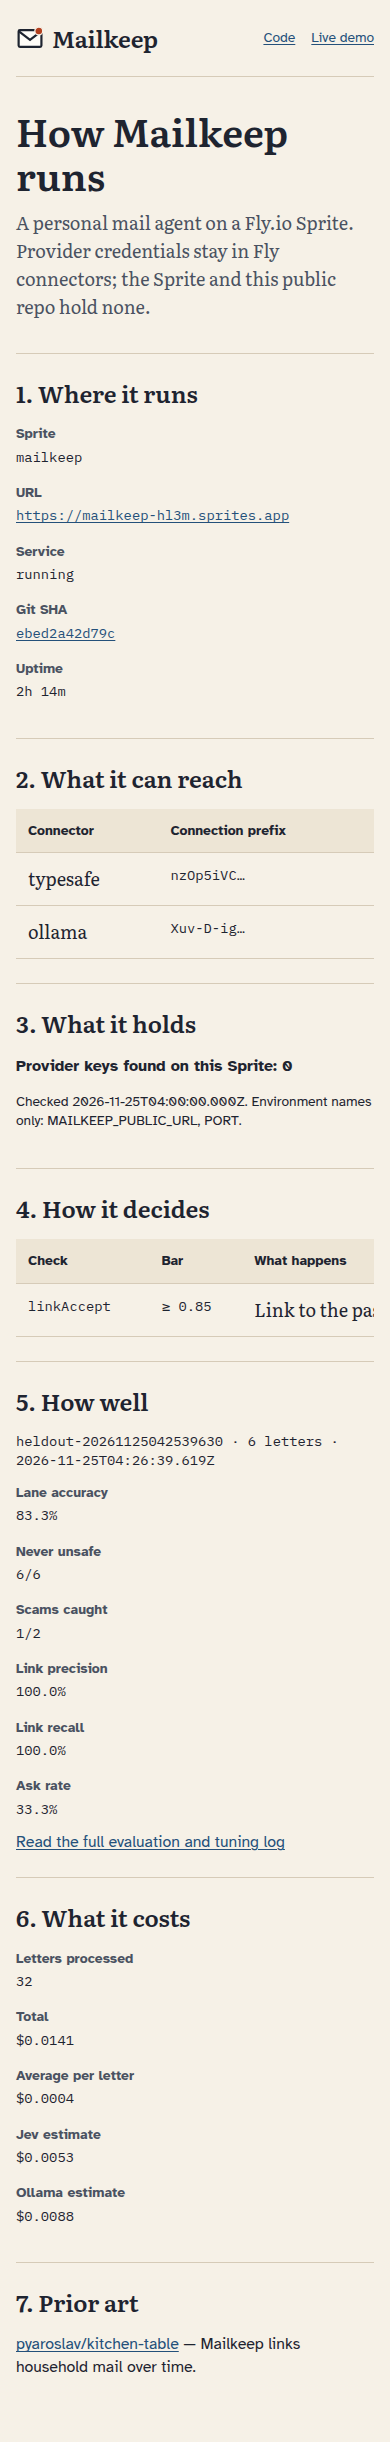 Mailkeep
Code
Live demo
How Mailkeep
runs
A personal mail agent on a Fly.io Sprite.
Provider credentials stay in Fly
connectors; the Sprite and this public
repo hold none.
1. Where it runs
Sprite
mailkeep
URL
https://mailkeep-hl3m.sprites.app
Service
running
Git SHA
ebed2a42d79c
Uptime
2h 14m
2. What it can reach
Connector
Connection prefix
typesafe
nzOp5iVC…
ollama
Xuv-D-ig…
3. What it holds
Provider keys found on this Sprite: 0
Checked 2026-11-25T04:00:00.000Z. Environment names
only: MAILKEEP_PUBLIC_URL, PORT.
4. How it decides
Check
Bar
What happens
linkAccept
≥ 0.85
Link to the pas
5. How well
heldout-20261125042539630 · 6 letters ·
2026-11-25T04:26:39.619Z
Lane accuracy
83.3%
Never unsafe
6/6
Scams caught
1/2
Link precision
100.0%
Link recall
100.0%
Ask rate
33.3%
Read the full evaluation and tuning log
6. What it costs
Letters processed
32
Total
$0.0141
Average per letter
$0.0004
Jev estimate
$0.0053
Ollama estimate
$0.0088
7. Prior art
pyaroslav/kitchen-table — Mailkeep links
household mail over time.